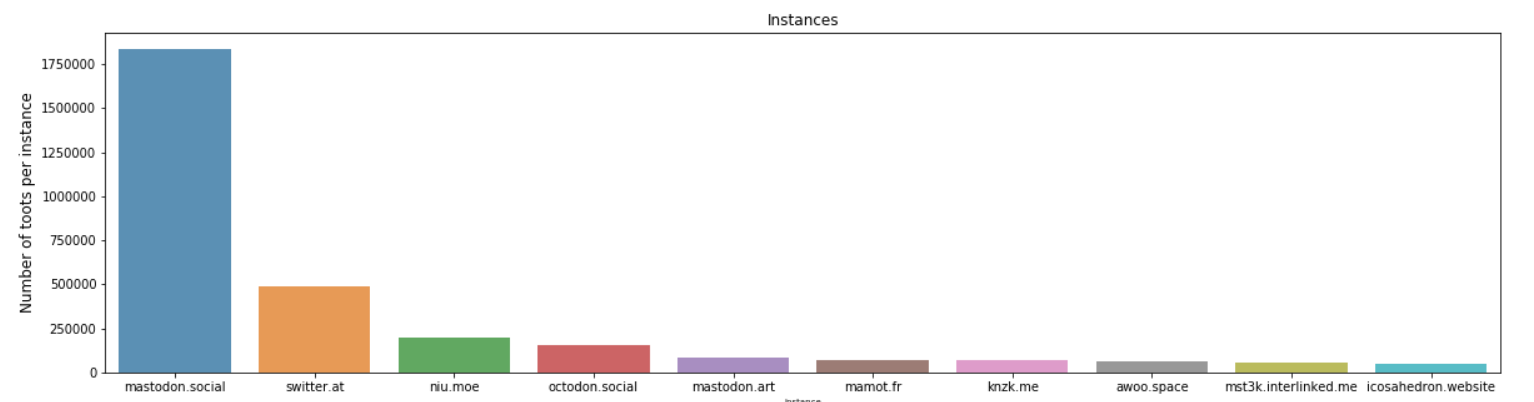 Instances
Number of toots per instance
1750000
1500000
1250000
1000000
750000
500000
250000
0
mastodon.social switter.at niu.moe octodon.social mastodon.art mamot.fr knzk.me awoo.space mst3k.interlinked.me icosahedron.website
instance